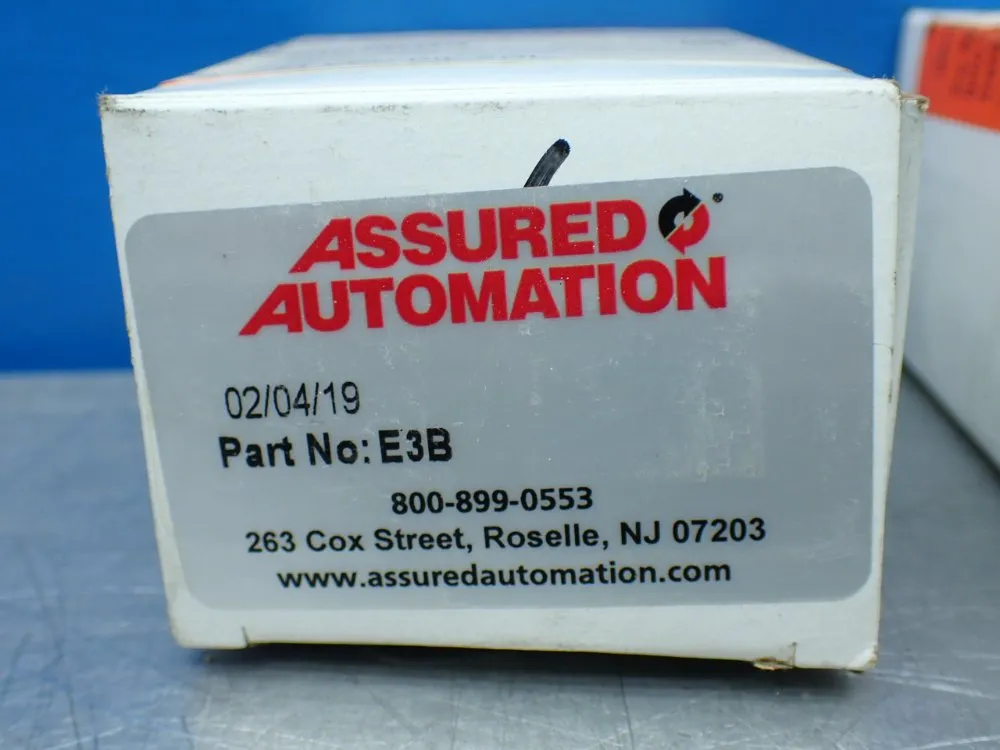 ASSURED
AUTOMATION
®
02/04/19
Part No: E3B
800-899-0553
263 Cox Street, Roselle, NJ 07203
www.assuredautomation.com